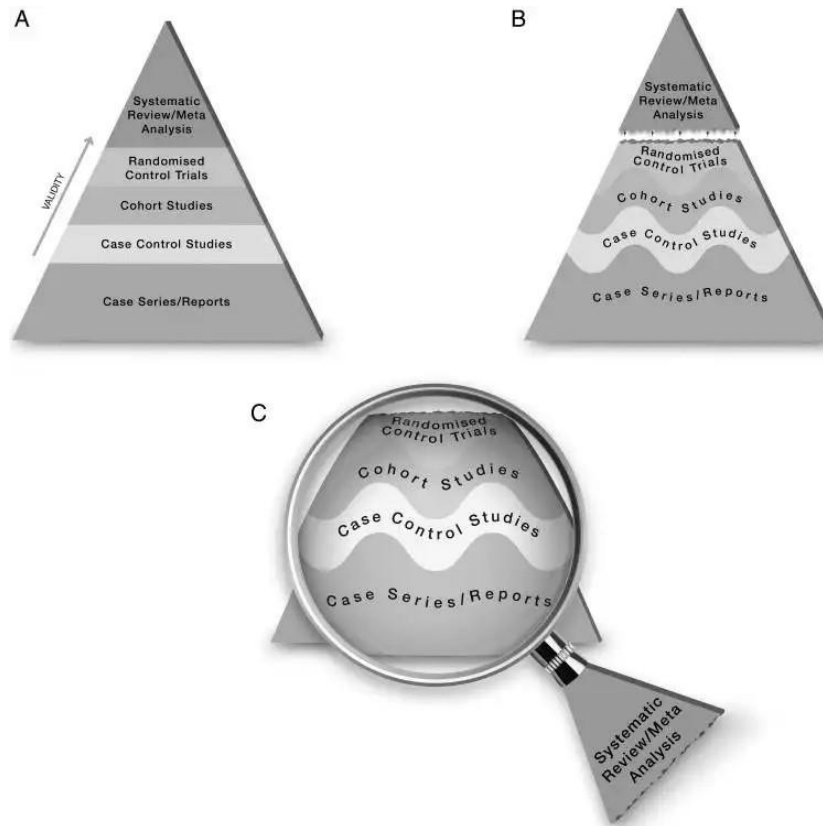 A
Systematic
Review/Meta
Analysis
Randomised
Control Trials
Cohort Studies
Case Control Studies
Case Series/Reports
VALIDITY
B
Systematic
Review/Meta
Analysis
Randomised
Control Trials
Cohort Studies
Case Control Studies
Case Series/Reports
C
Randomised
Control Trials
Cohort Studies
Case Control Studies
Case Series/Reports
Systematic
Review/Meta
Analysis